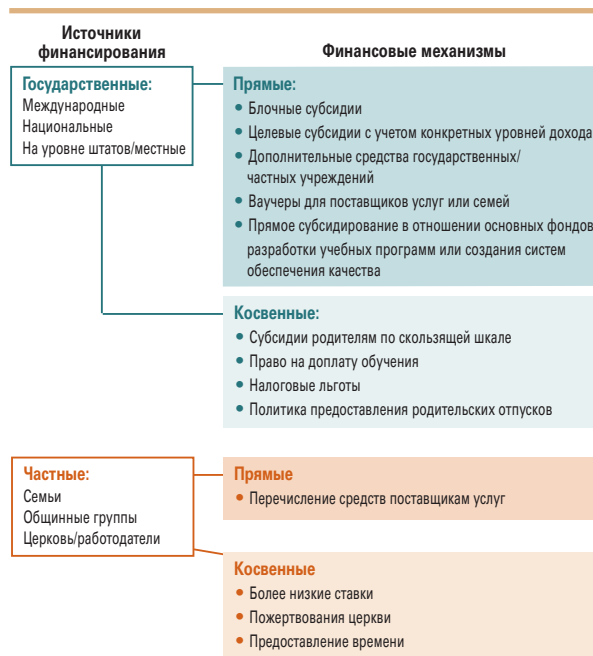 Источники
финансирования
Финансовые механизмы
Государственные:
Международные
Национальные
На уровне штатов/местные
Прямые:
• Блочные субсидии
• Целевые субсидии с учетом конкретных уровней дохода
• Дополнительные средства государственных/
частных учреждений
• Ваучеры для поставщиков услуг или семей
• Прямое субсидирование в отношении основных фондов
разработки учебных программ или создания систем
обеспечения качества
Косвенные:
• Субсидии родителям по скользящей шкале
• Право на доплату обучения
• Налоговые льготы
• Политика предоставления родительских отпусков
Частные:
Семьи
Общинные группы
Церковь/работодатели
Прямые
• Перечисление средств поставщикам услуг
Косвенные
• Более низкие ставки
• Пожертвования церкви
• Предоставление времени